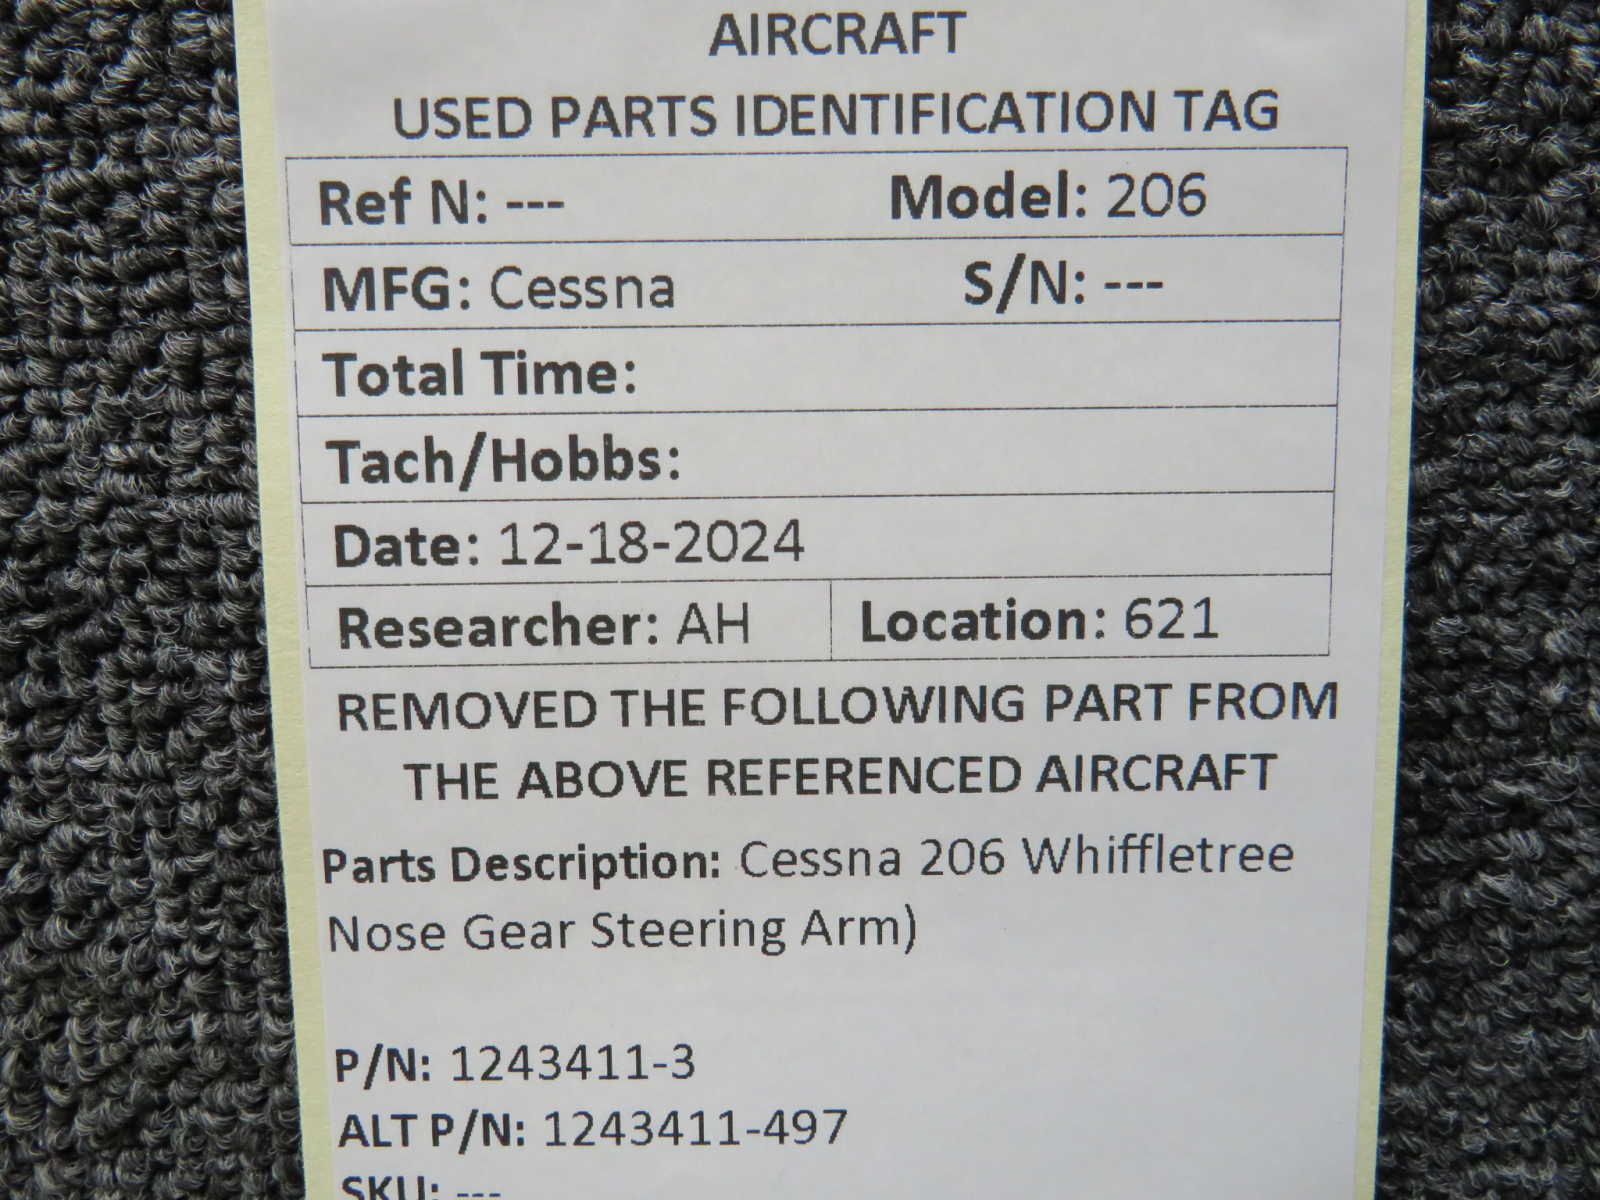 AIRCRAFT
USED PARTS IDENTIFICATION TAG
Ref N: --- Model: 206
MFG: Cessna S/N: ---
Total Time:
Tach/Hobbs:
Date: 12-18-2024
Researcher: AH Location: 621
REMOVED THE FOLLOWING PART FROM
THE ABOVE REFERENCED AIRCRAFT
Parts Description: Cessna 206 Whiffletree
Nose Gear Steering Arm)
P/N: 1243411-3
ALT P/N: 1243411-497
SKU: ---